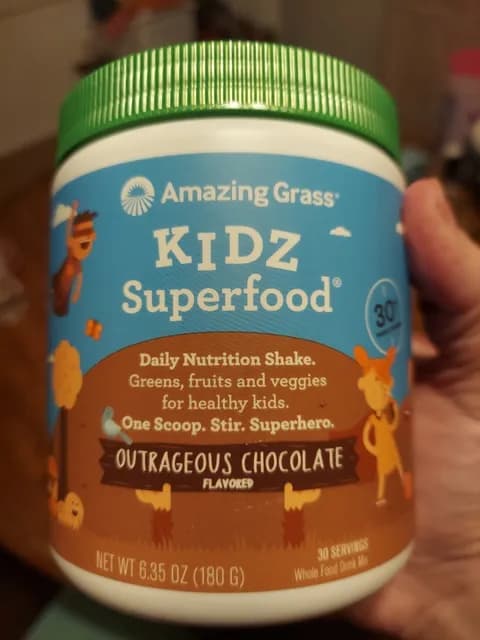 Amazing Grass®
KIDZ
Superfood®
30
Daily Nutrition Shake.
Greens, fruits and veggies
for healthy kids.
One Scoop. Stir. Superhero.
OUTRAGEOUS CHOCOLATE
FLAVORED
NET WT 6.35 OZ (180 G)
30 SERVINGS
Whole Food Drink Mix